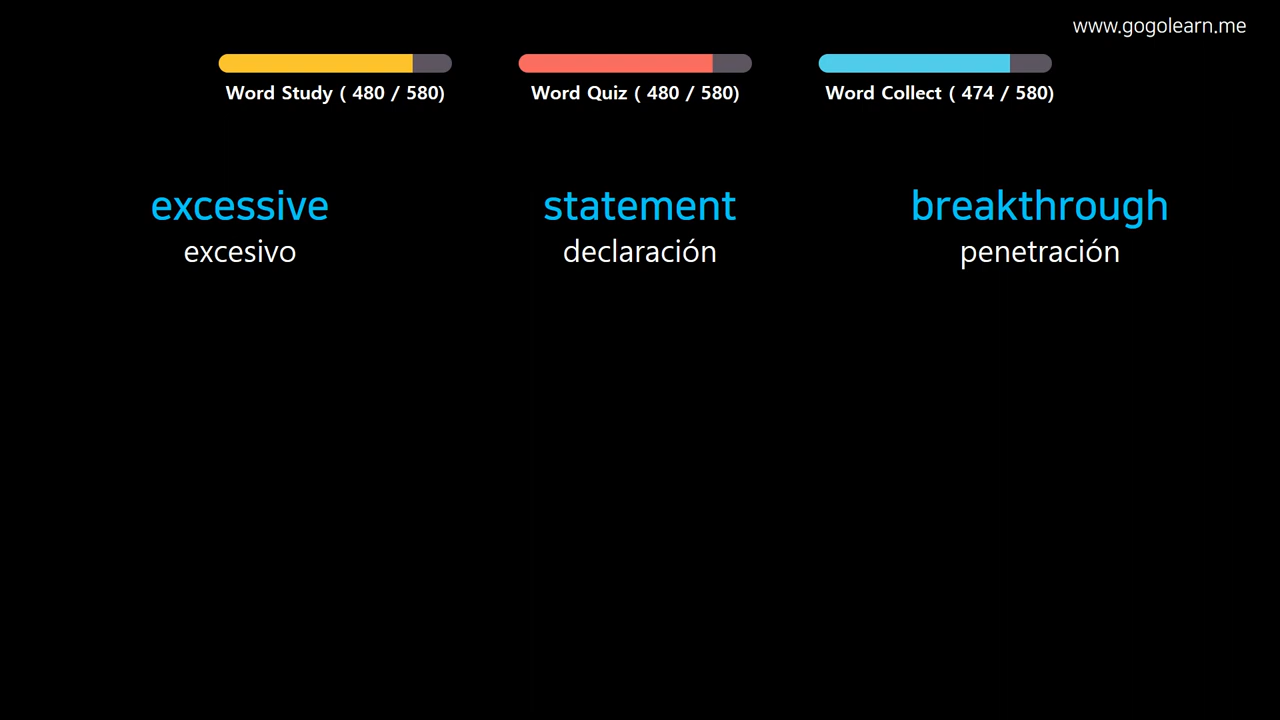 www.gogolearn.me
Word Study ( 480 / 580)
Word Quiz ( 480 / 580)
Word Collect ( 474 / 580)
excessive
excesivo
statement
declaración
breakthrough
penetración